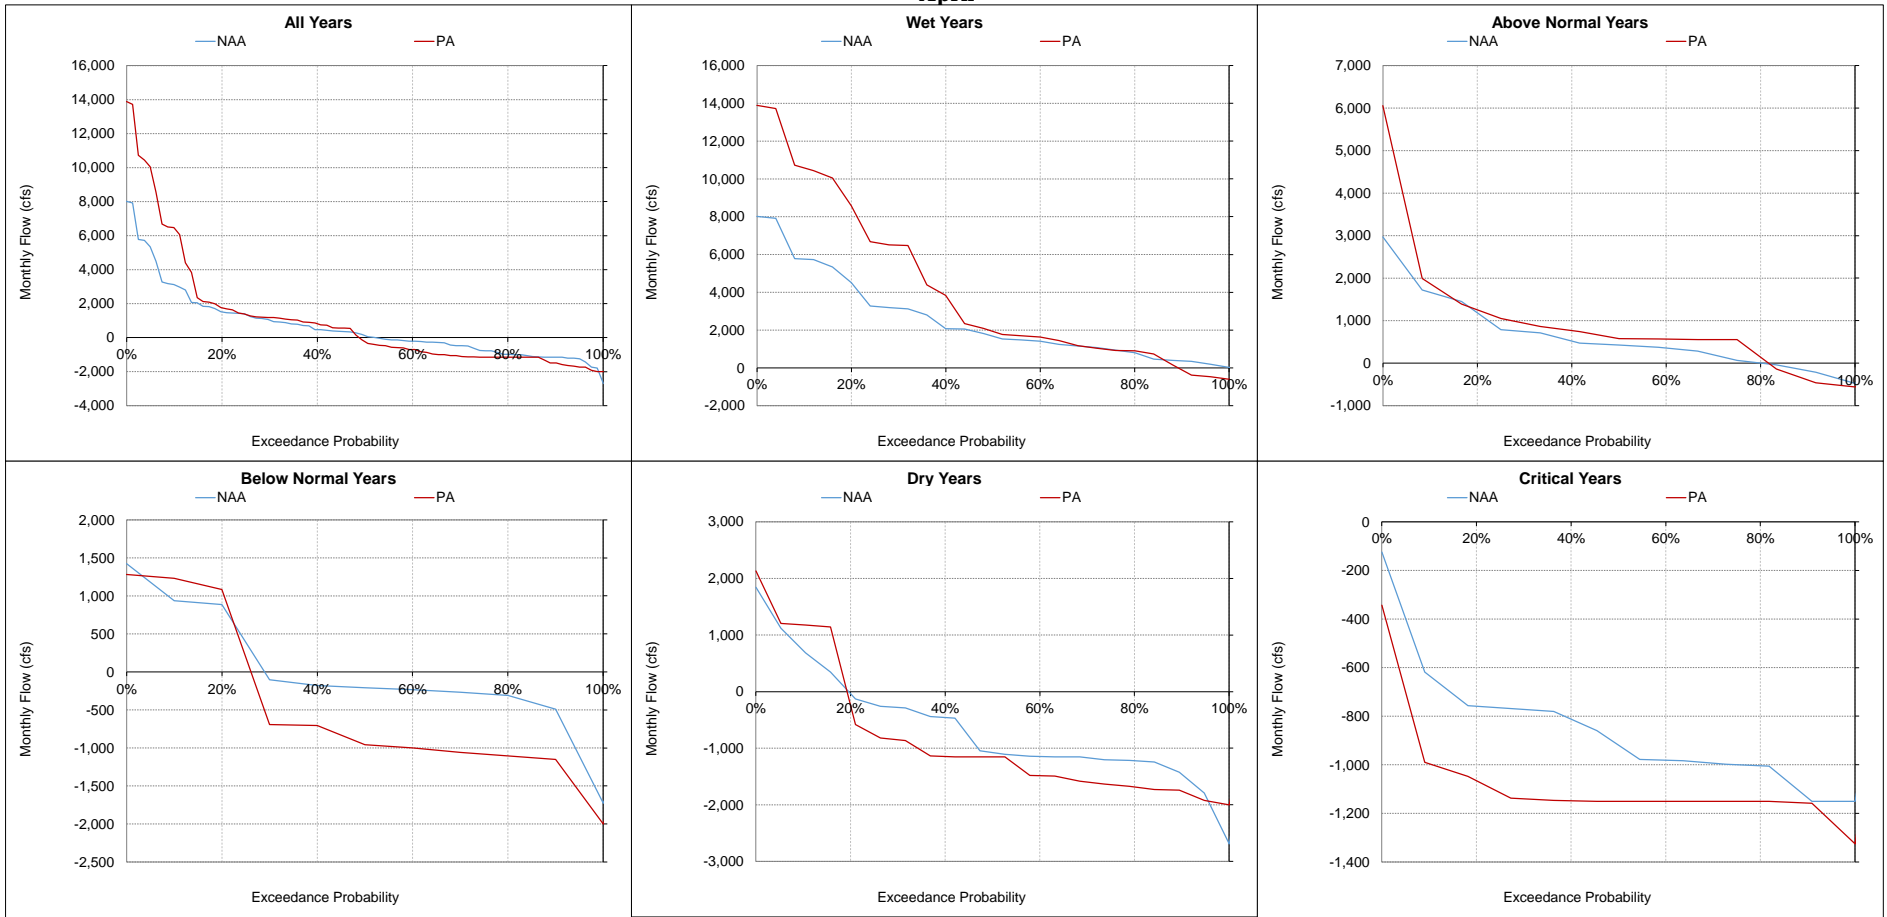 All Years
NAA PA
16,000
14,000
12,000
10,000
8,000
6,000
4,000
2,000
0
-2,000
-4,000
0% 20% 40% 60% 80% 100%
Monthly Flow (cfs)
Exceedance Probability
Wet Years
NAA PA
16,000
14,000
12,000
10,000
8,000
6,000
4,000
2,000
0
-2,000
0% 20% 40% 60% 80% 100%
Monthly Flow (cfs)
Exceedance Probability
Above Normal Years
NAA PA
7,000
6,000
5,000
4,000
3,000
2,000
1,000
0
-1,000
0% 20% 40% 60% 80% 100%
Monthly Flow (cfs)
Exceedance Probability
Below Normal Years
NAA PA
2,000
1,500
1,000
500
0
-500
-1,000
-1,500
-2,000
-2,500
0% 20% 40% 60% 80% 100%
Monthly Flow (cfs)
Exceedance Probability
Dry Years
NAA PA
3,000
2,000
1,000
0
-1,000
-2,000
-3,000
0% 20% 40% 60% 80% 100%
Monthly Flow (cfs)
Exceedance Probability
Critical Years
NAA PA
0
-200
-400
-600
-800
-1,000
-1,200
-1,400
0% 20% 40% 60% 80% 100%
Monthly Flow (cfs)
Exceedance Probability